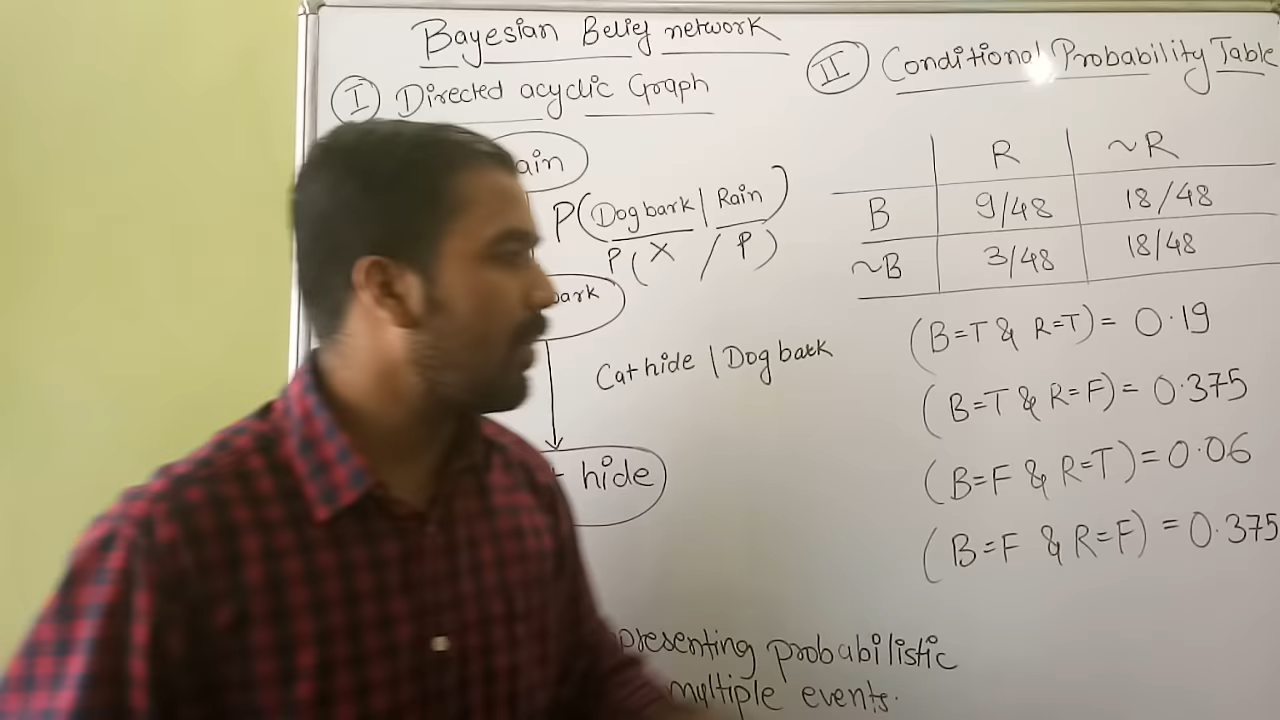 Bayesian Belief network
I Directed acyclic Graph
ain
P(Dogbark | Rain)
P(X / P)
bark
Cat hide | Dog bark
hide
presenting probabilistic
multiple events.
II Conditional Probability Table
R ~R
B 9/48 18/48
~B 3/48 18/48
(B=T & R=T) = 0.19
(B=T & R=F) = 0.375
(B=F & R=T) = 0.06
(B=F & R=F) = 0.375